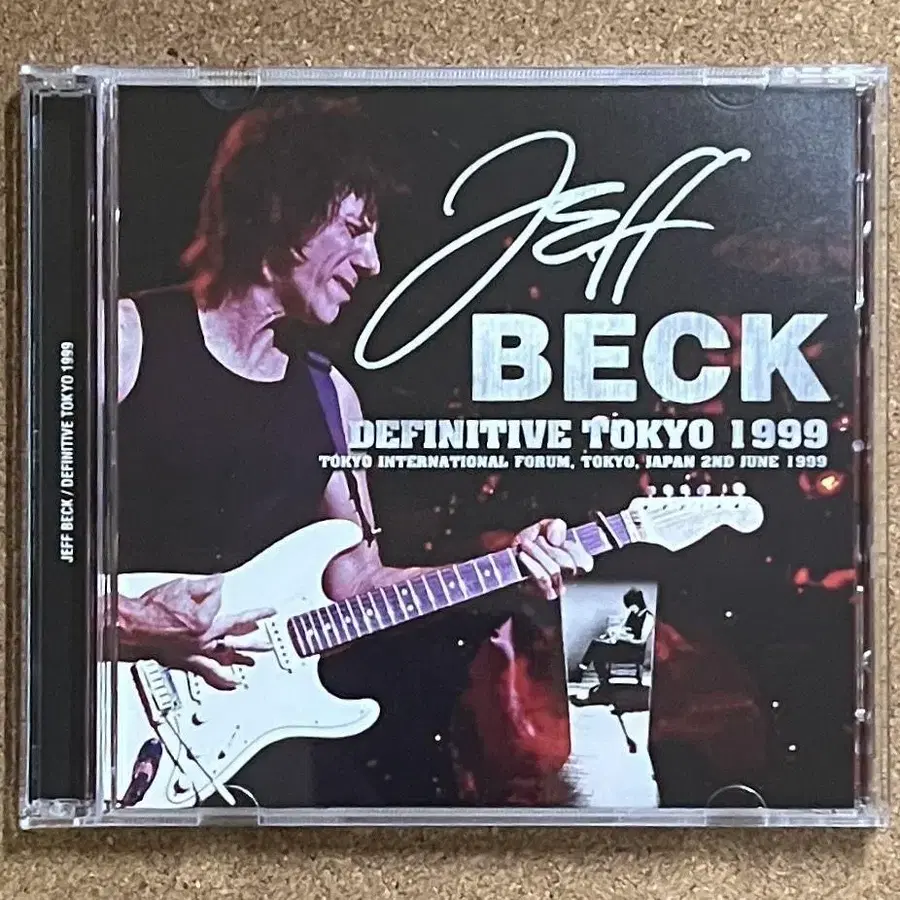 Jeff
BECK
DEFINITIVE TOKYO 1999
TOKYO INTERNATIONAL FORUM, TOKYO, JAPAN 2ND JUNE 1999
JEFF BECK / DEFINITIVE TOKYO 1999